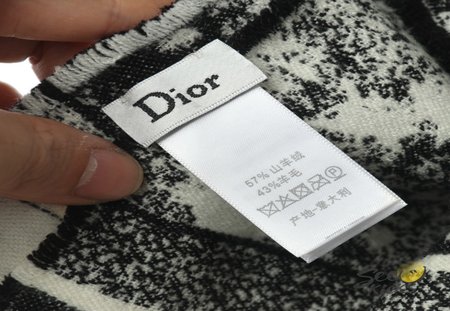 Dior
57% 山羊绒
43% 羊毛
产地·意大利